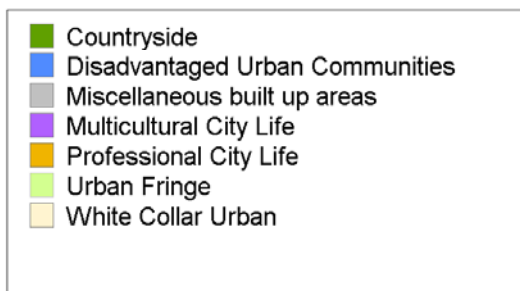 Countryside
Disadvantaged Urban Communities
Miscellaneous built up areas
Multicultural City Life
Professional City Life
Urban Fringe
White Collar Urban